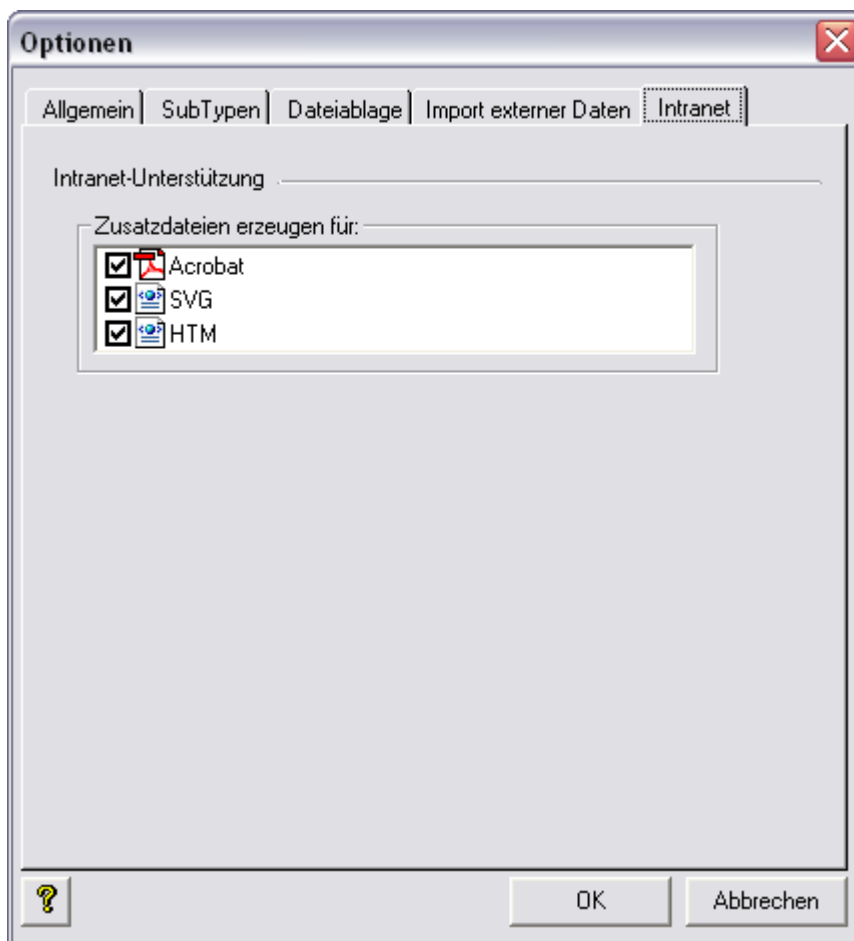 Optionen
Allgemein SubTypen Dateiablage Import externer Daten Intranet
Intranet-Unterstützung
Zusatzdateien erzeugen für:
Acrobat
SVG
HTM
? OK Abbrechen